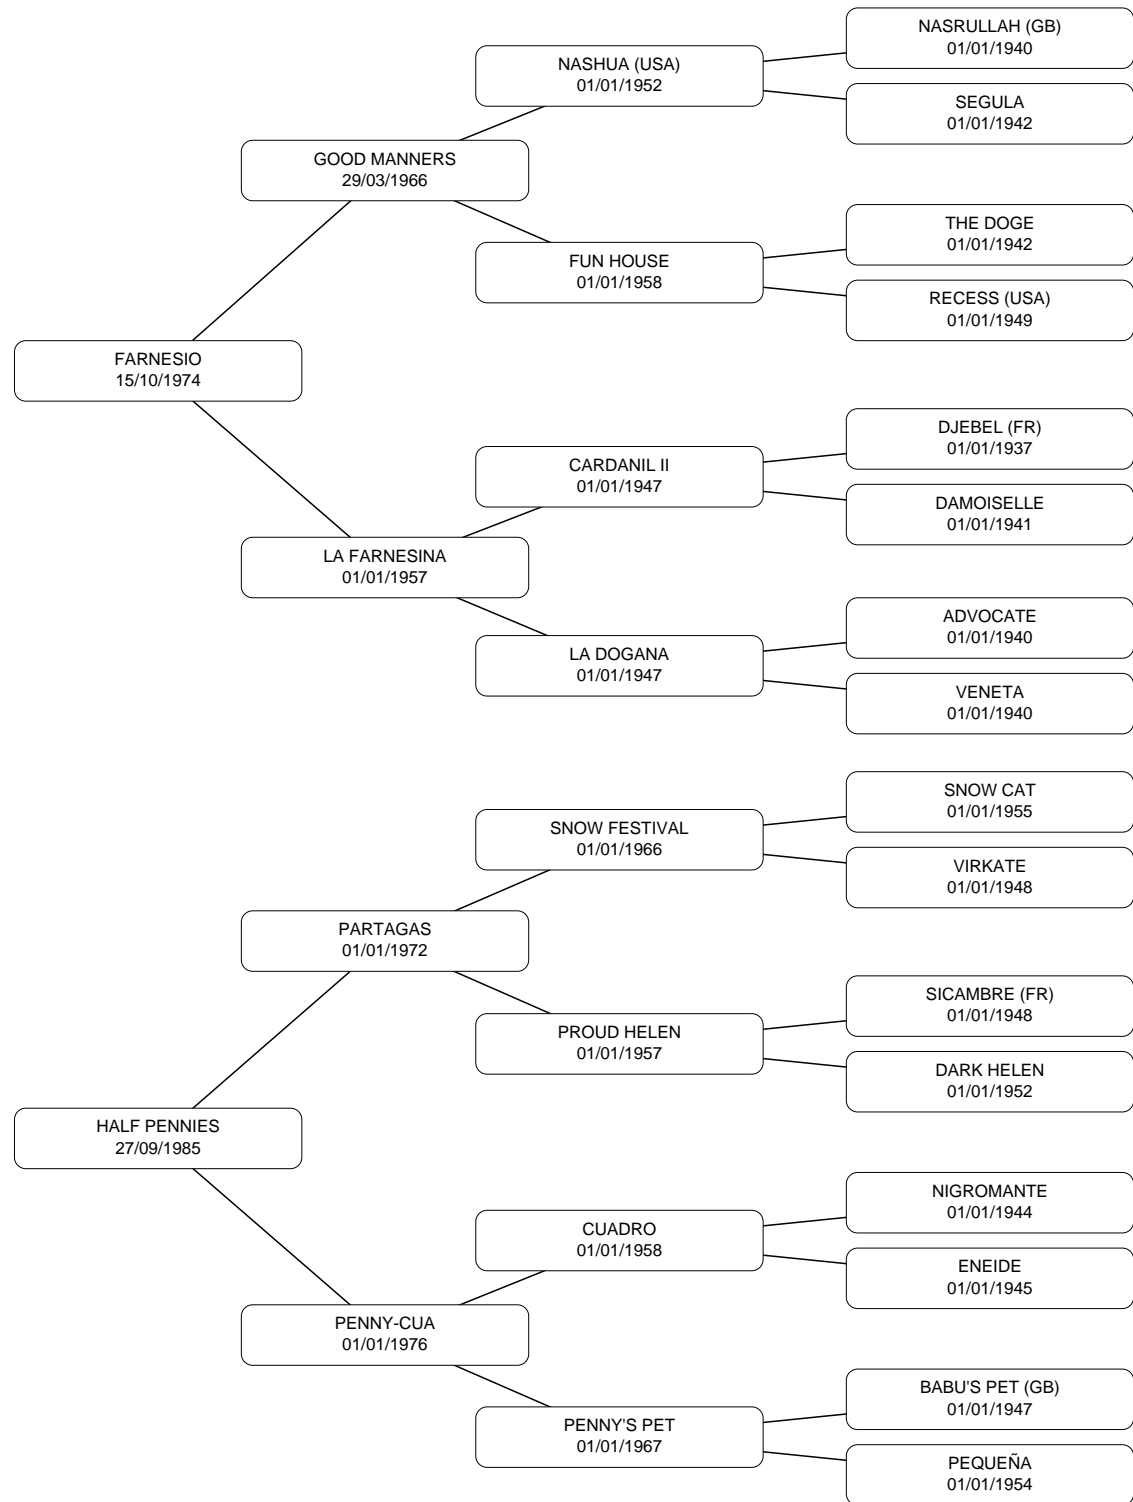 NASRULLAH (GB)
01/01/1940
NASHUA (USA)
01/01/1952
SEGULA
01/01/1942
GOOD MANNERS
29/03/1966
THE DOGE
01/01/1942
FUN HOUSE
01/01/1958
RECESS (USA)
01/01/1949
FARNESIO
15/10/1974
DJEBEL (FR)
01/01/1937
CARDANIL II
01/01/1947
DAMOISELLE
01/01/1941
LA FARNESINA
01/01/1957
ADVOCATE
01/01/1940
LA DOGANA
01/01/1947
VENETA
01/01/1940
SNOW CAT
01/01/1955
SNOW FESTIVAL
01/01/1966
VIRKATE
01/01/1948
PARTAGAS
01/01/1972
SICAMBRE (FR)
01/01/1948
PROUD HELEN
01/01/1957
DARK HELEN
01/01/1952
HALF PENNIES
27/09/1985
NIGROMANTE
01/01/1944
CUADRO
01/01/1958
ENEIDE
01/01/1945
PENNY-CUA
01/01/1976
BABU'S PET (GB)
01/01/1947
PENNY'S PET
01/01/1967
PEQUEÑA
01/01/1954